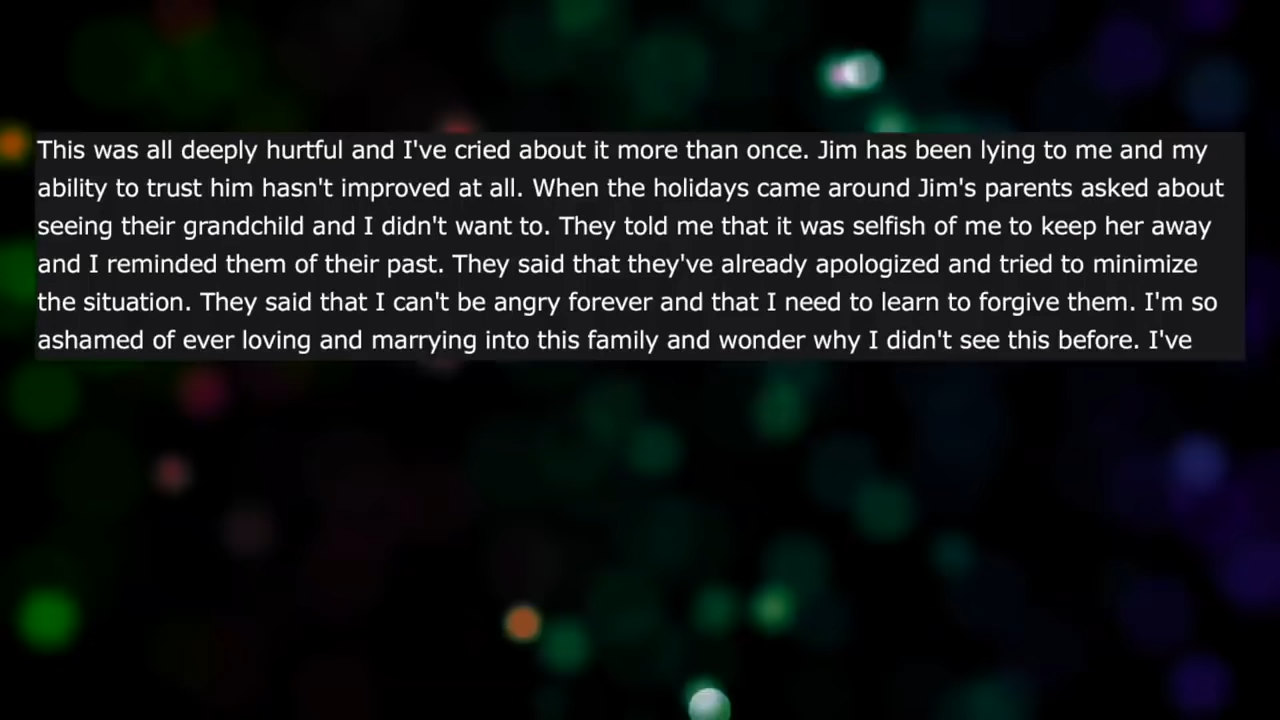 This was all deeply hurtful and I've cried about it more than once. Jim has been lying to me and my
ability to trust him hasn't improved at all. When the holidays came around Jim's parents asked about
seeing their grandchild and I didn't want to. They told me that it was selfish of me to keep her away
and I reminded them of their past. They said that they've already apologized and tried to minimize
the situation. They said that I can't be angry forever and that I need to learn to forgive them. I'm so
ashamed of ever loving and marrying into this family and wonder why I didn't see this before. I've